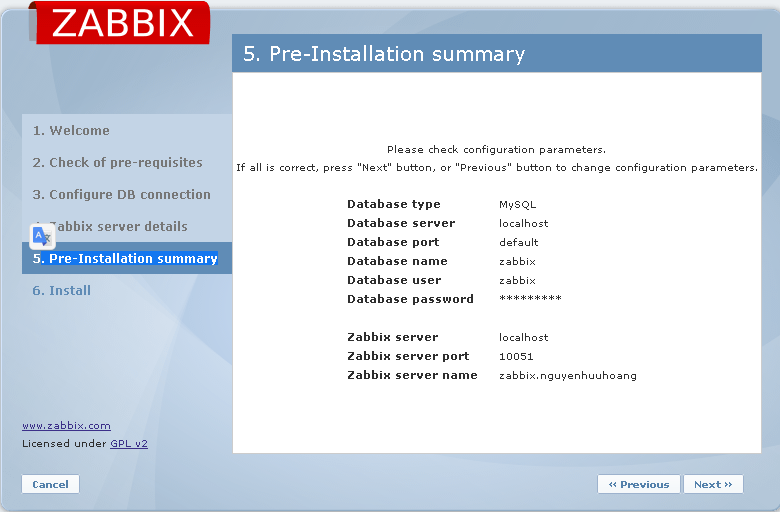 ZABBIX
5. Pre-Installation summary
1. Welcome
2. Check of pre-requisites
3. Configure DB connection
Zabbix server details
5. Pre-Installation summary
6. Install
Please check configuration parameters.
If all is correct, press "Next" button, or "Previous" button to change configuration parameters.
Database type MySQL
Database server localhost
Database port default
Database name zabbix
Database user zabbix
Database password *********
Zabbix server localhost
Zabbix server port 10051
Zabbix server name zabbix.nguyenhuuhoang
www.zabbix.com
Licensed under GPL v2
Cancel
« Previous
Next »